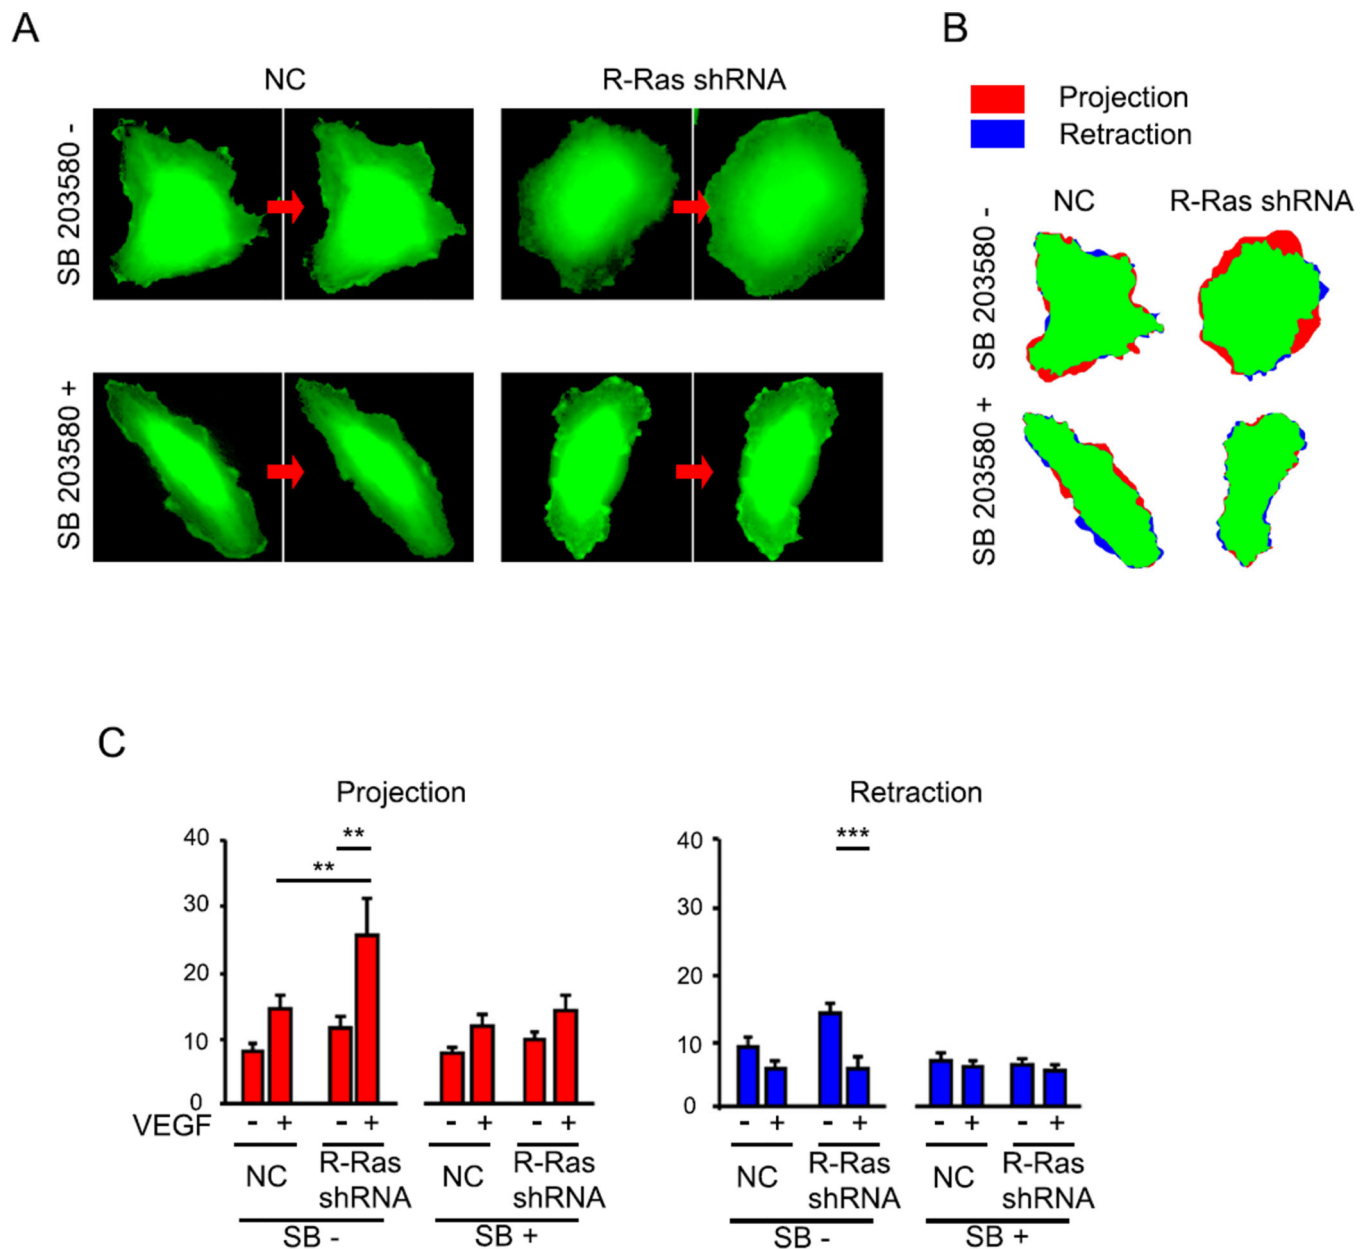 A
NC
R-Ras shRNA
SB 203580 -
SB 203580 +
B
Projection
Retraction
NC
R-Ras shRNA
SB 203580 -
SB 203580 +
C
Projection
40
30
20
10
0
**
**
VEGF - + - + - + - +
NC
R-Ras
shRNA
NC
R-Ras
shRNA
SB -
SB +
Retraction
40
30
20
10
0
***
- + - + - + - +
NC
R-Ras
shRNA
NC
R-Ras
shRNA
SB -
SB +